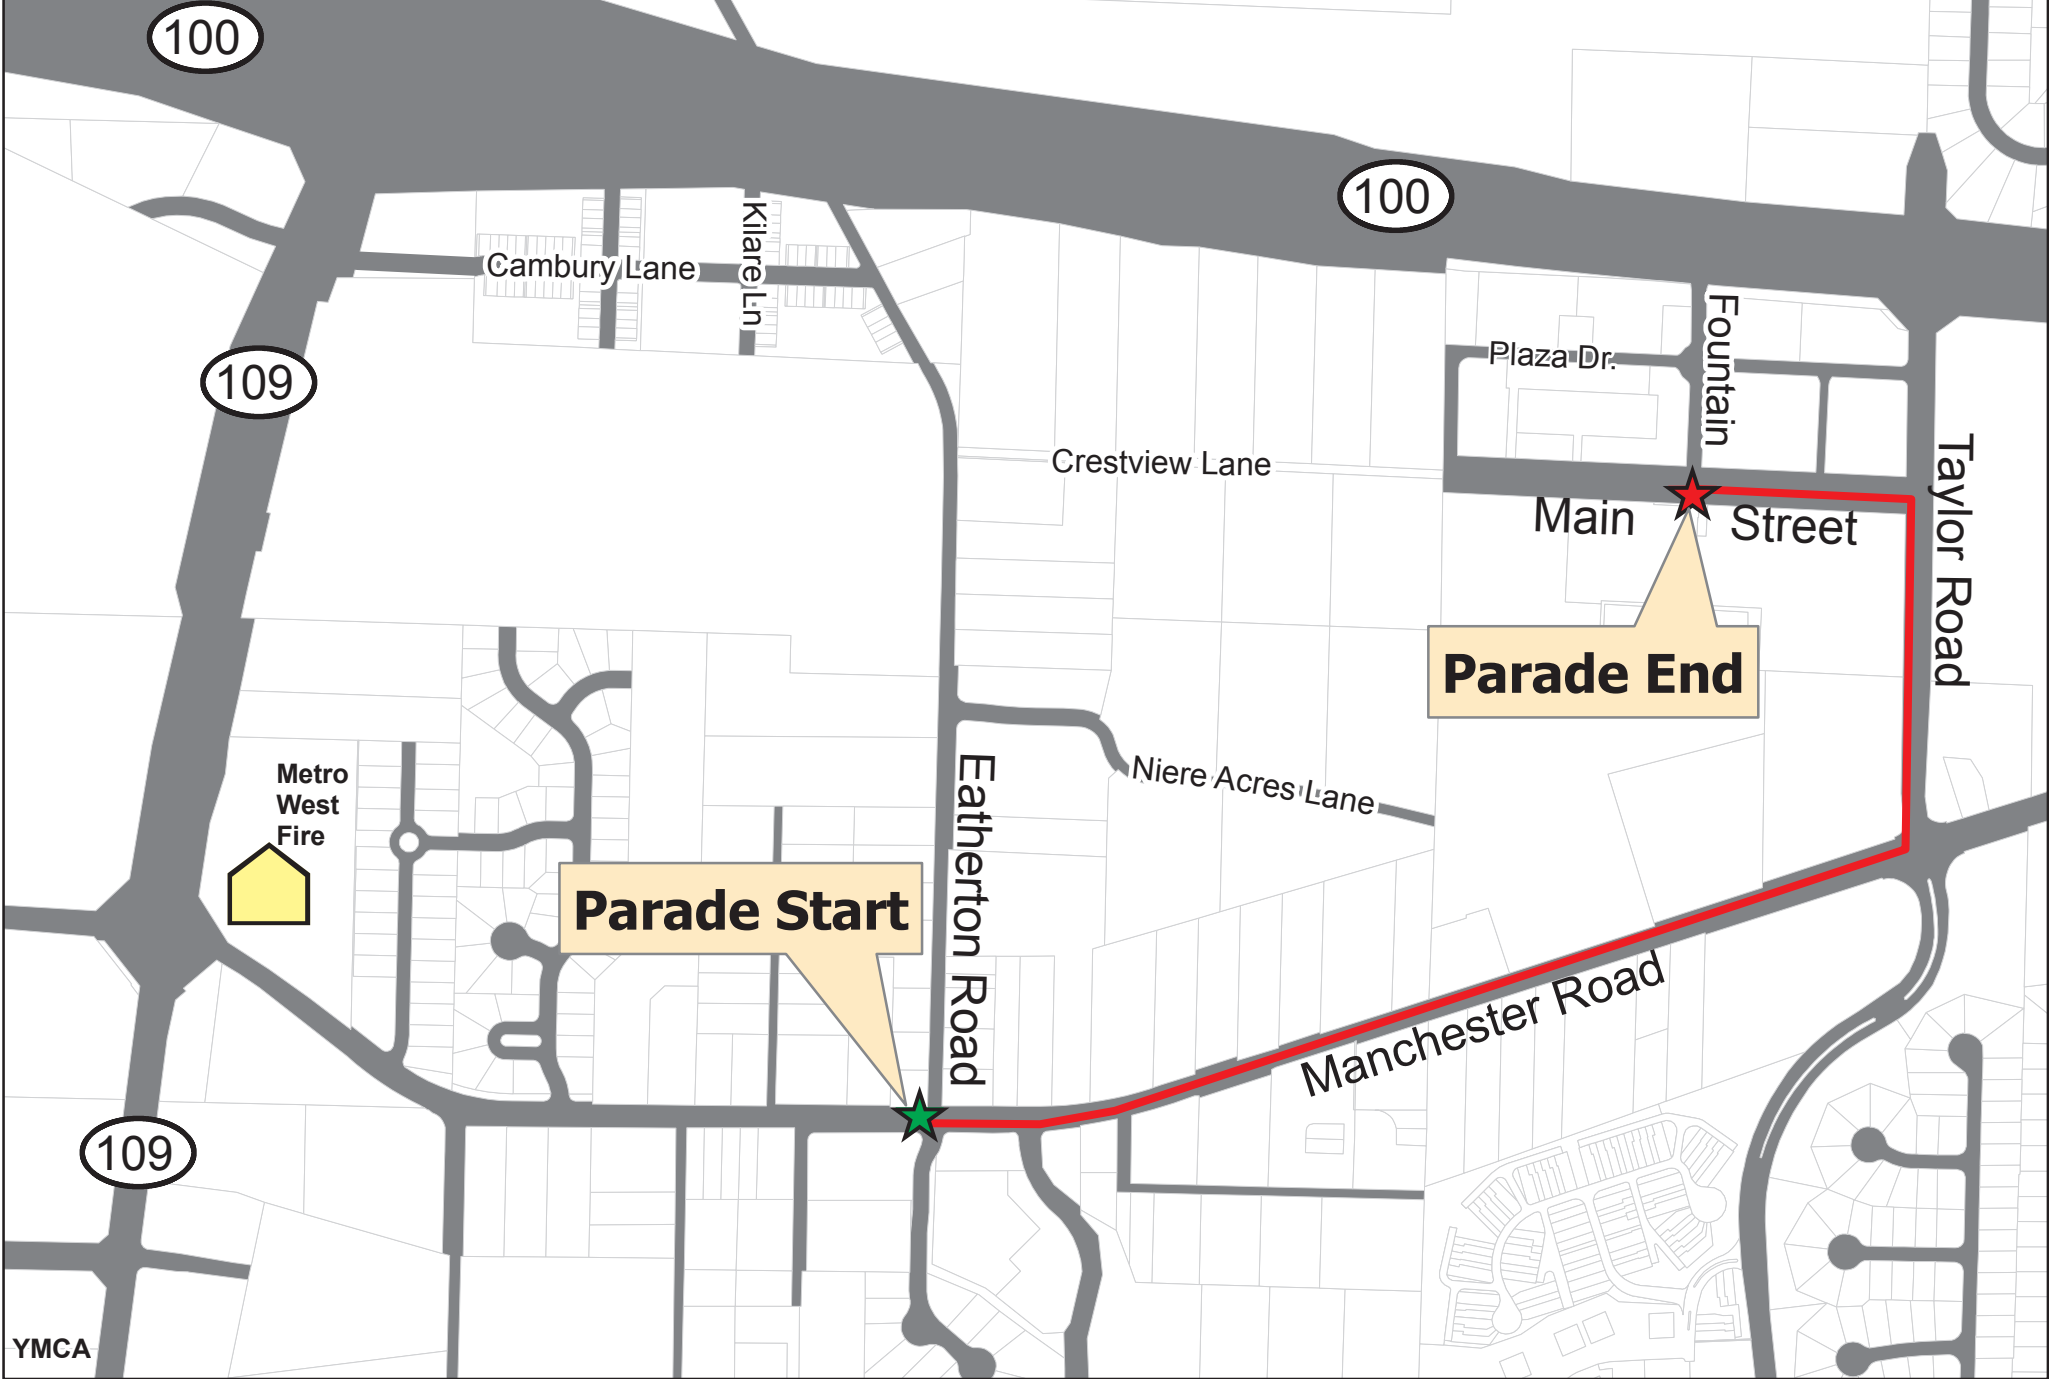 100
100
Kilare Ln
Cambury Lane
Fountain
Plaza Dr.
109
Crestview Lane
Taylor Road
Main Street
Parade End
Metro
West
Fire
Eatherton Road
Niere Acres Lane
Parade Start
Manchester Road
109
YMCA